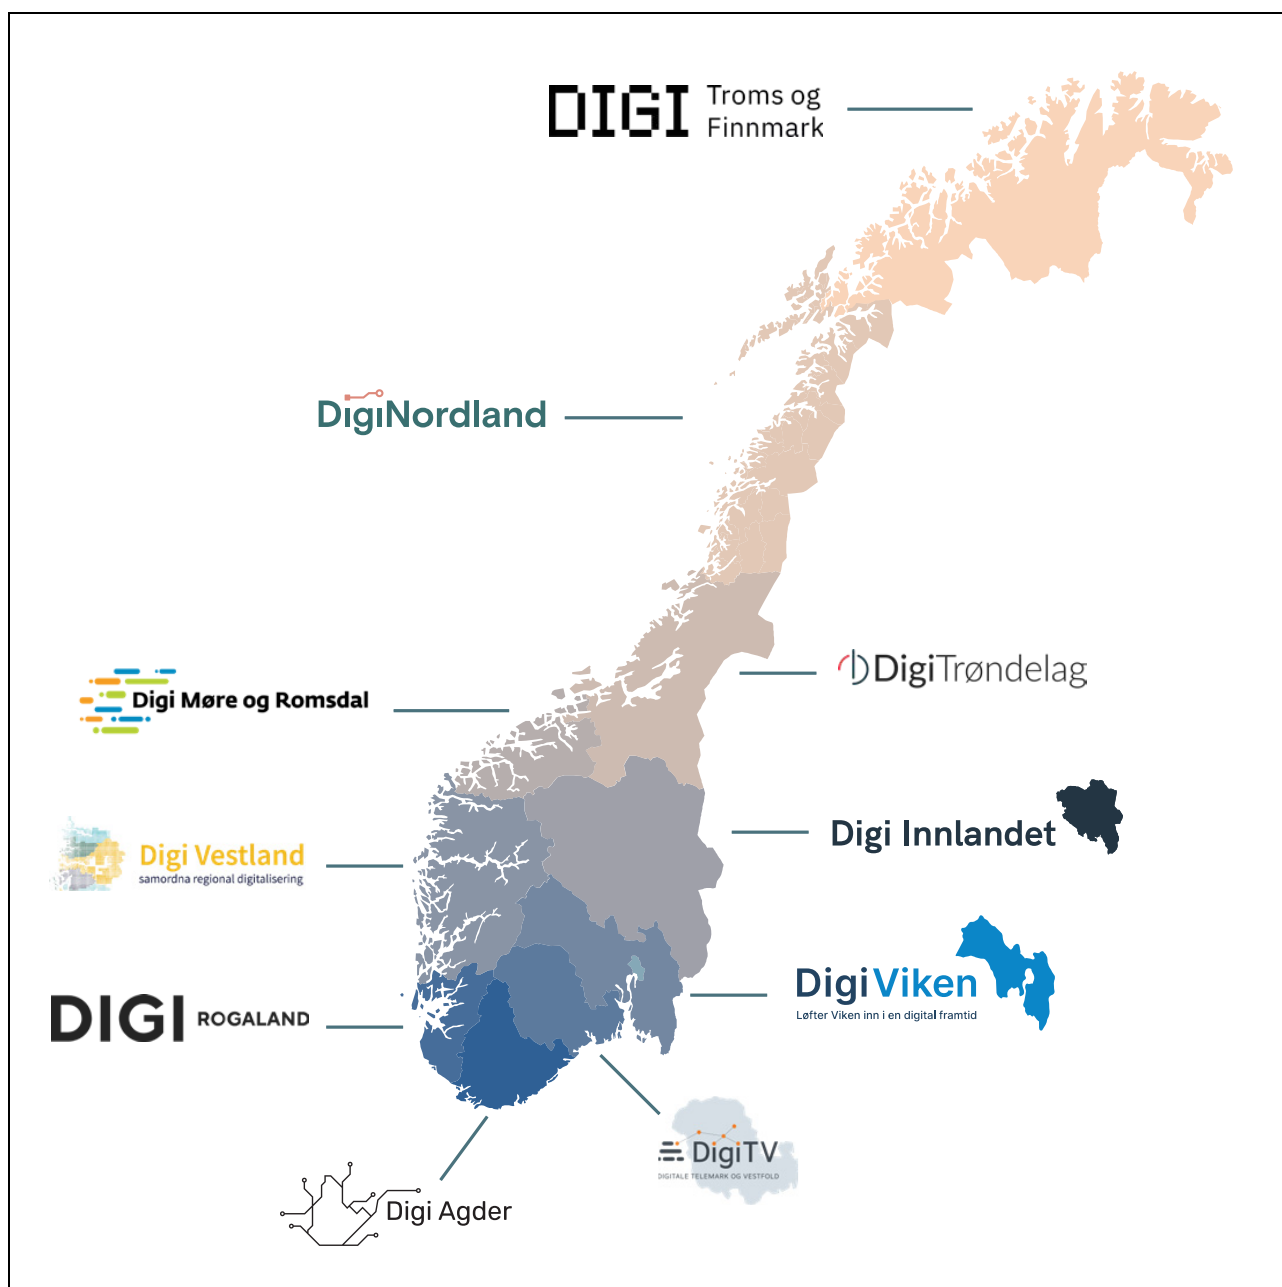 DIGI Troms og
Finnmark
DigiNordland
DigiTrøndelag
Digi Møre og Romsdal
Digi Innlandet
Digi Vestland
samordna regional digitalisering
DigiViken
Løfter Viken inn i en digital framtid
DIGI ROGALAND
DigiTV
DIGITALE TELEMARK OG VESTFOLD
Digi Agder